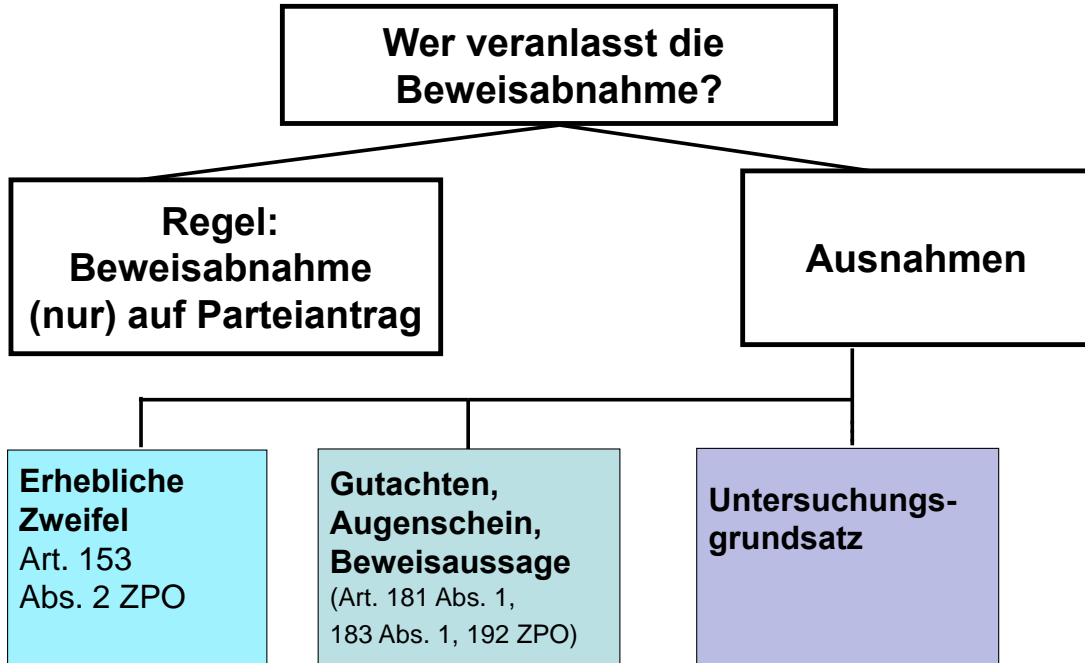 Wer veranlasst die
Beweisabnahme?
Regel:
Beweisabnahme
(nur) auf Parteiantrag
Ausnahmen
Erhebliche
Zweifel
Art. 153
Abs. 2 ZPO
Gutachten,
Augenschein,
Beweisaussage
(Art. 181 Abs. 1,
183 Abs. 1, 192 ZPO)
Untersuchungs-
grundsatz